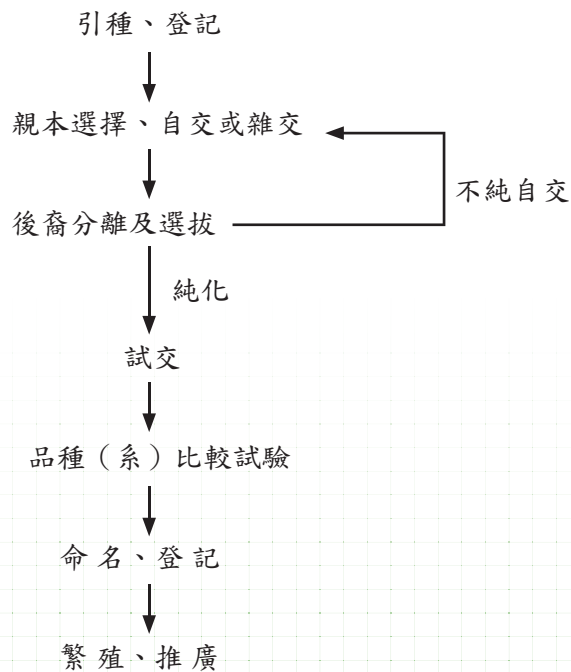 引種、登記
親本選擇、自交或雜交
不純自交
後裔分離及選拔
純化
試交
品種（系）比較試驗
命名、登記
繁殖、推廣